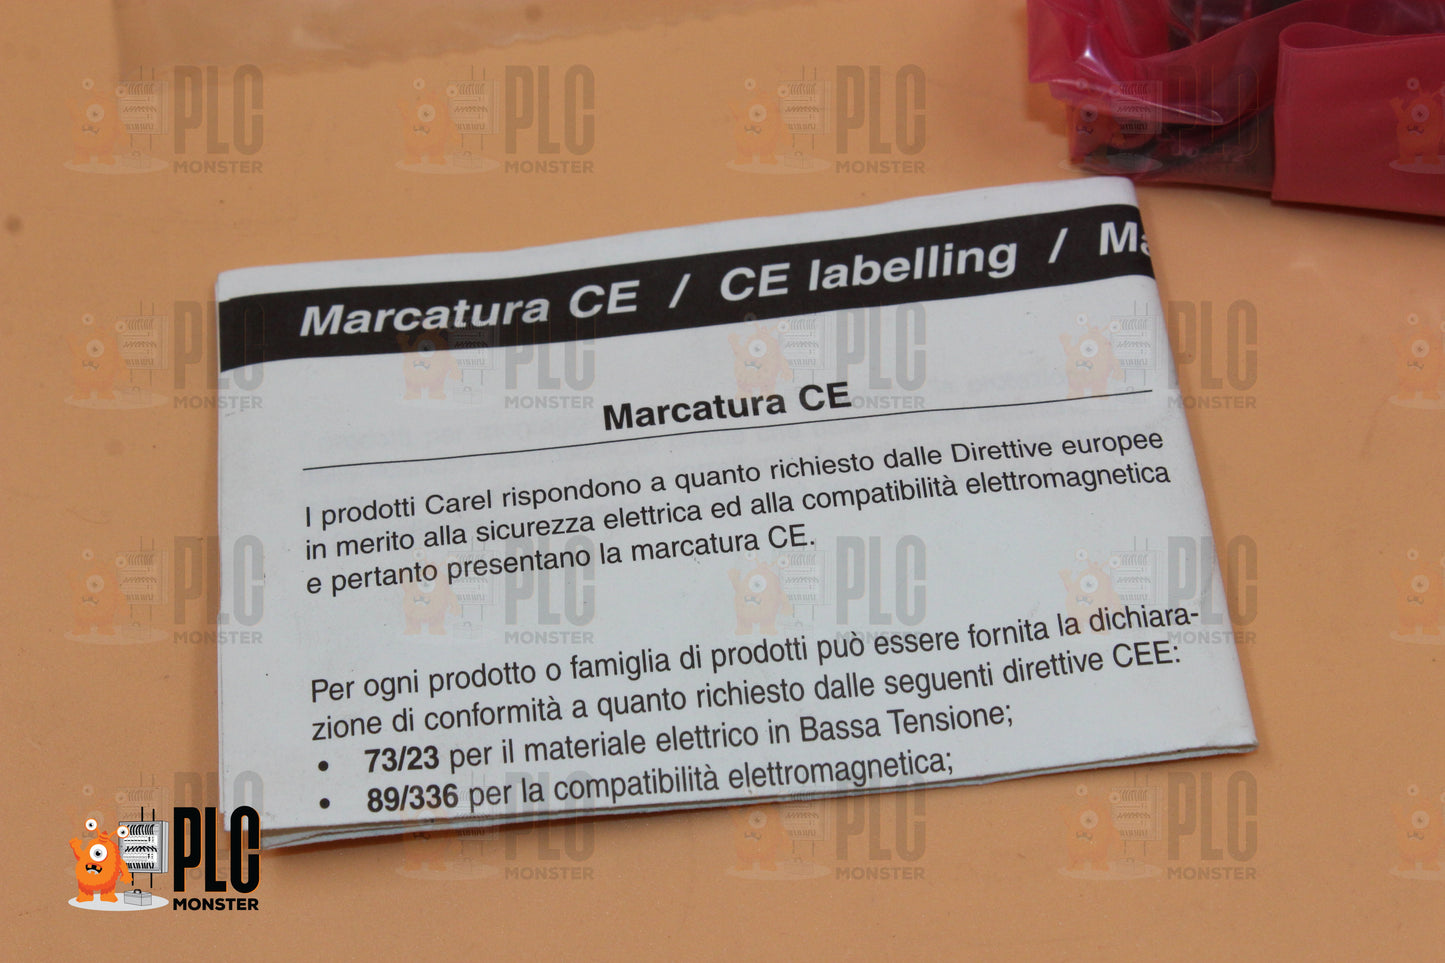 Marcatura CE / CE labelling / Ma
Marcatura CE
I prodotti Carel rispondono a quanto richiesto dalle Direttive europee
in merito alla sicurezza elettrica ed alla compatibilità elettromagnetica
e pertanto presentano la marcatura CE.
Per ogni prodotto o famiglia di prodotti può essere fornita la dichiara-
zione di conformità a quanto richiesto dalle seguenti direttive CEE:
• 73/23 per il materiale elettrico in Bassa Tensione;
• 89/336 per la compatibilità elettromagnetica;
PLC
MONSTER